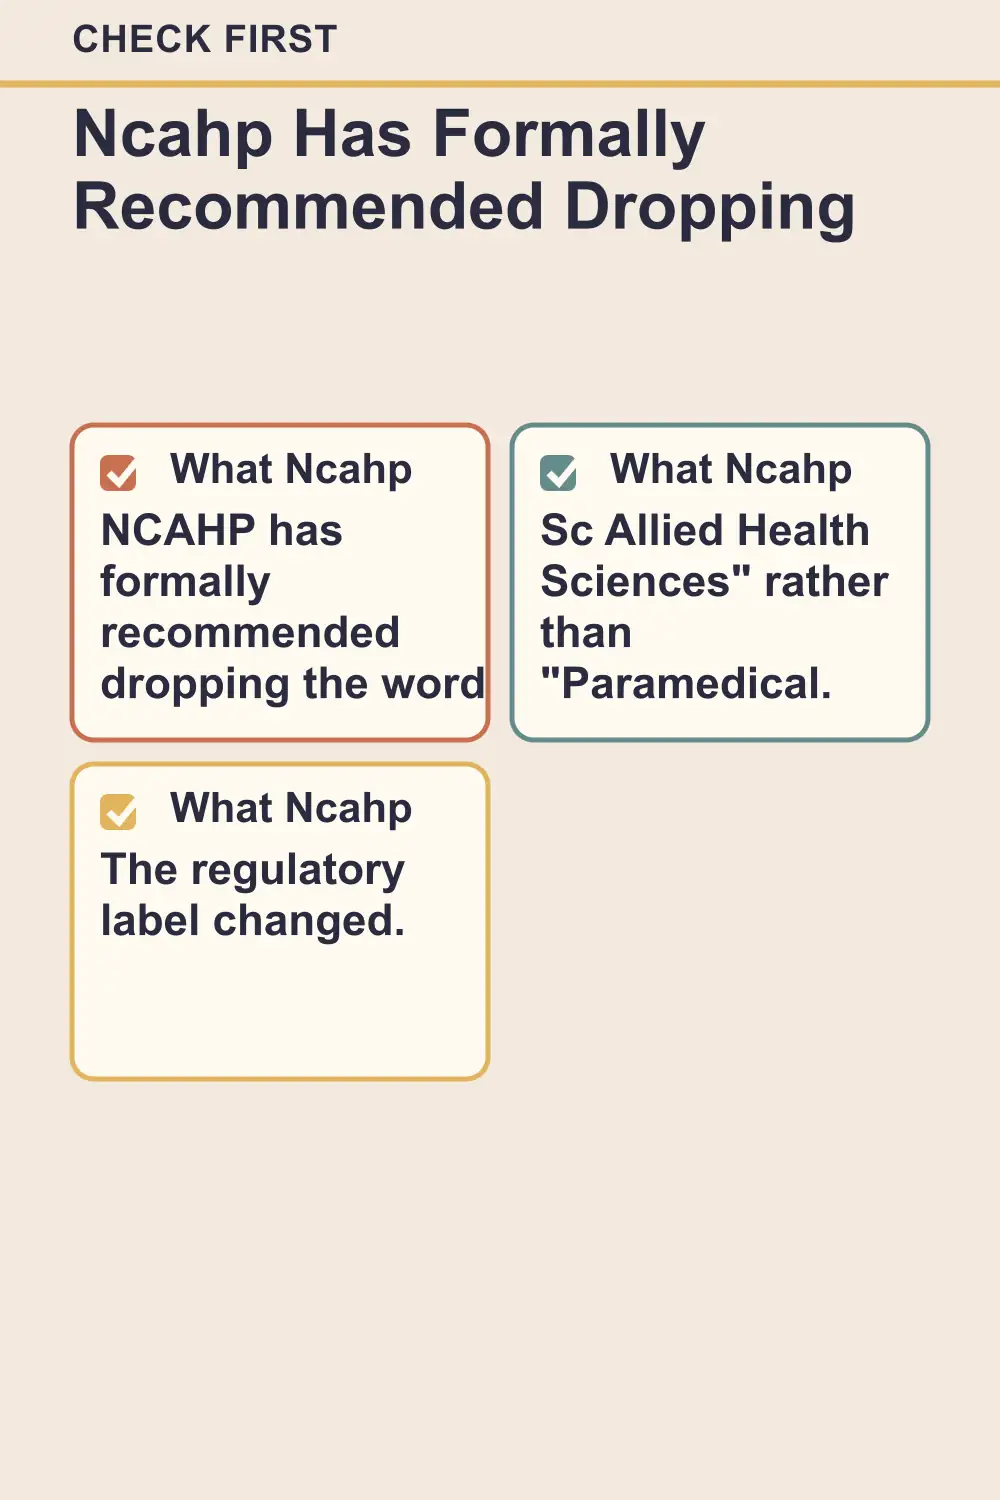 CHECK FIRST
Ncahp Has Formally
Recommended Dropping
What Ncahp
NCAHP has
formally
recommended
dropping the word
What Ncahp
Sc Allied Health
Sciences" rather
than
"Paramedical.
What Ncahp
The regulatory
label changed.